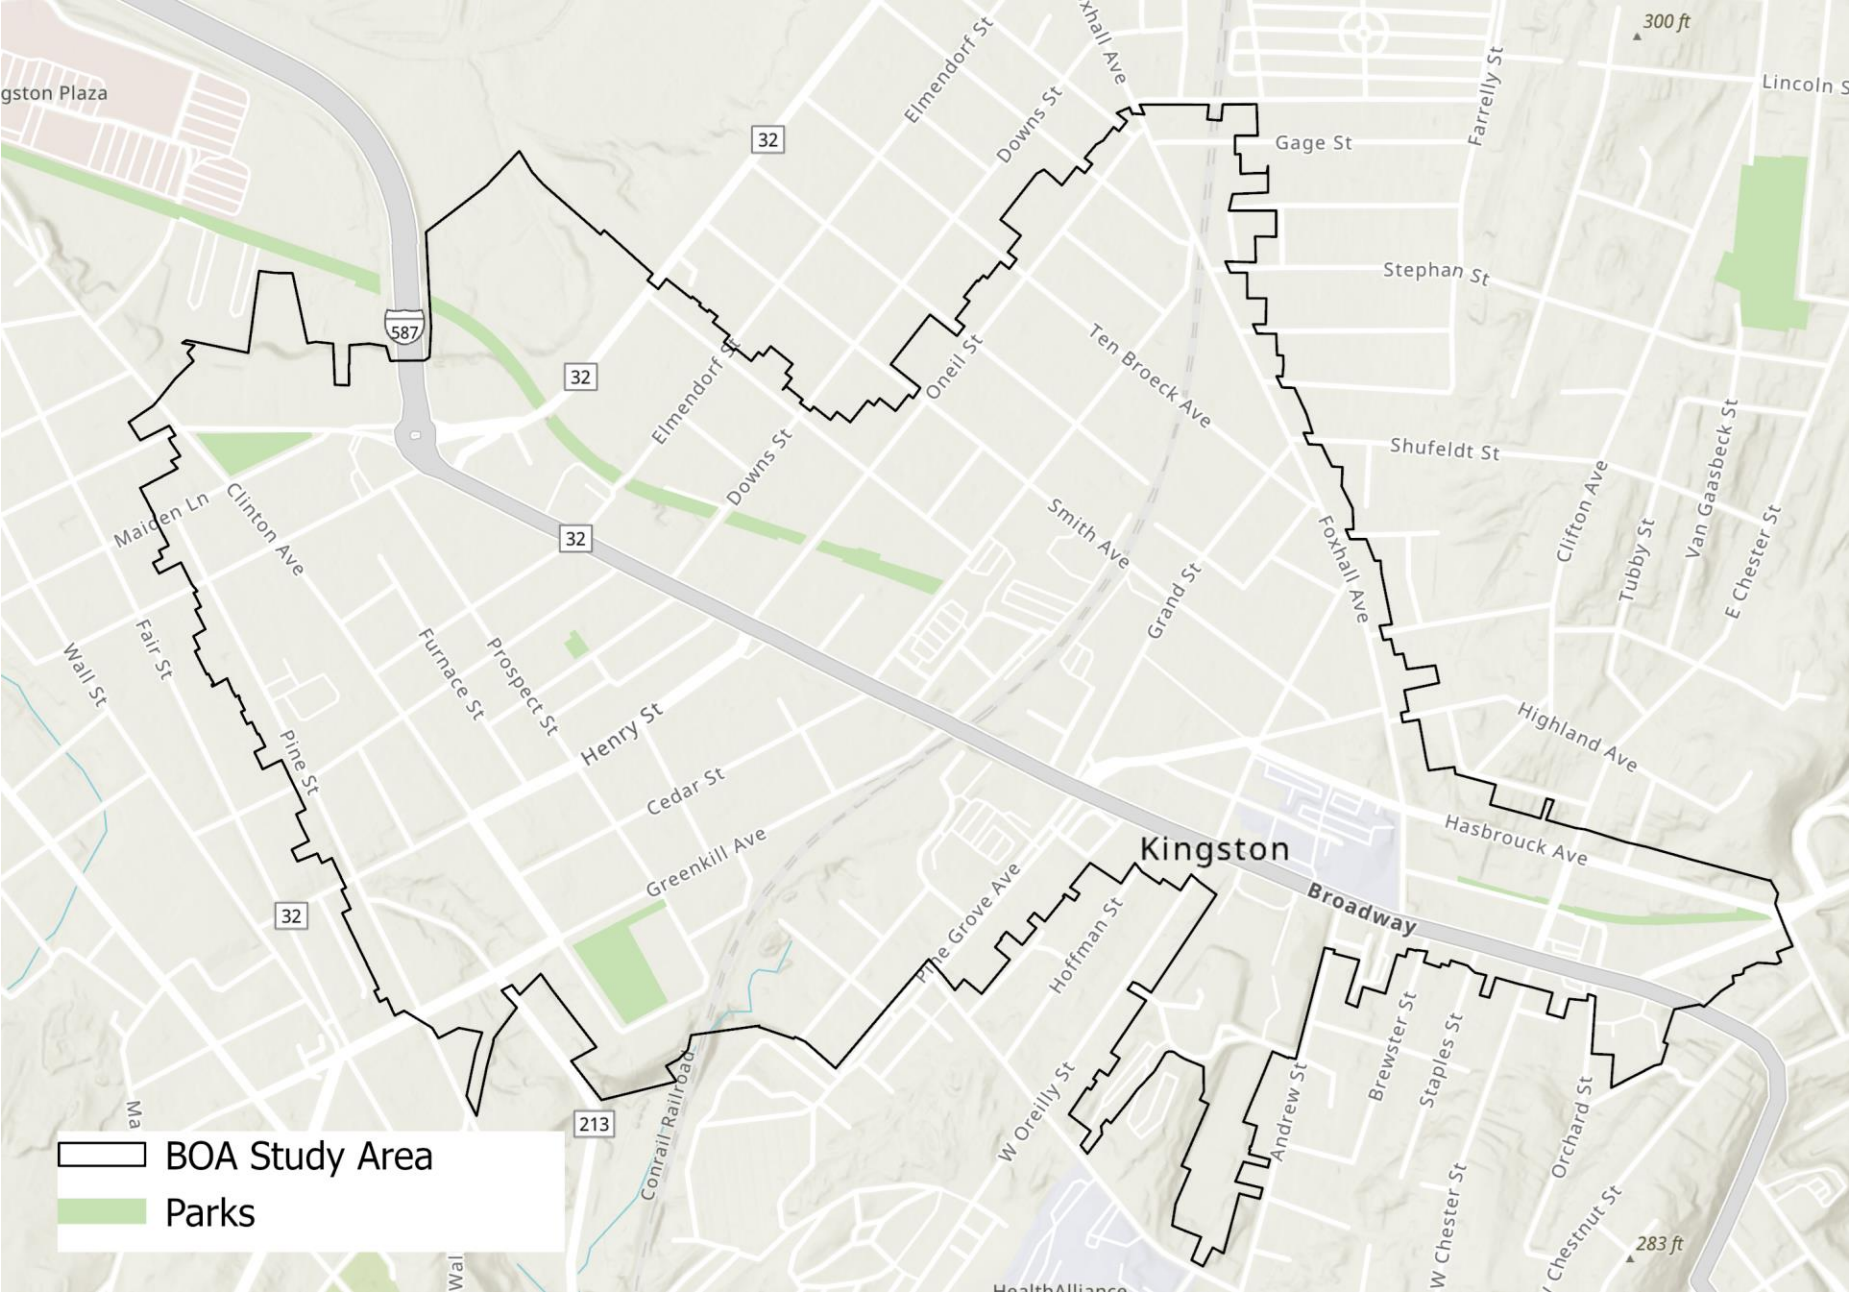 300 ft
Elmendorf St
xhall Ave
Lincoln S
gston Plaza
Farrelly St
Downs St
32
Gage St
Stephan St
587
Ten Broeck Ave
Oneil St
32
Elmendorf St
Shufeldt St
Van Gaasbeck St
Downs St
Clifton Ave
Maiden Ln
Clinton Ave
32
Smith Ave
Foxhall Ave
Tubby St
E Chester St
Grand St
Fair St
Wall St
Furnace St
Prospect St
Henry St
Highland Ave
Pine St
Cedar St
Hasbrouck Ave
Kingston
Greenkill Ave
Broadway
32
Pine Grove Ave
Hoffman St
Brewster St
Staples St
W Oreilly St
Andrew St
Orchard St
Ma
213
Conrail Railroad
BOA Study Area
Parks
W Chester St
W Chestnut St
283 ft
Wal
HealthAlliance